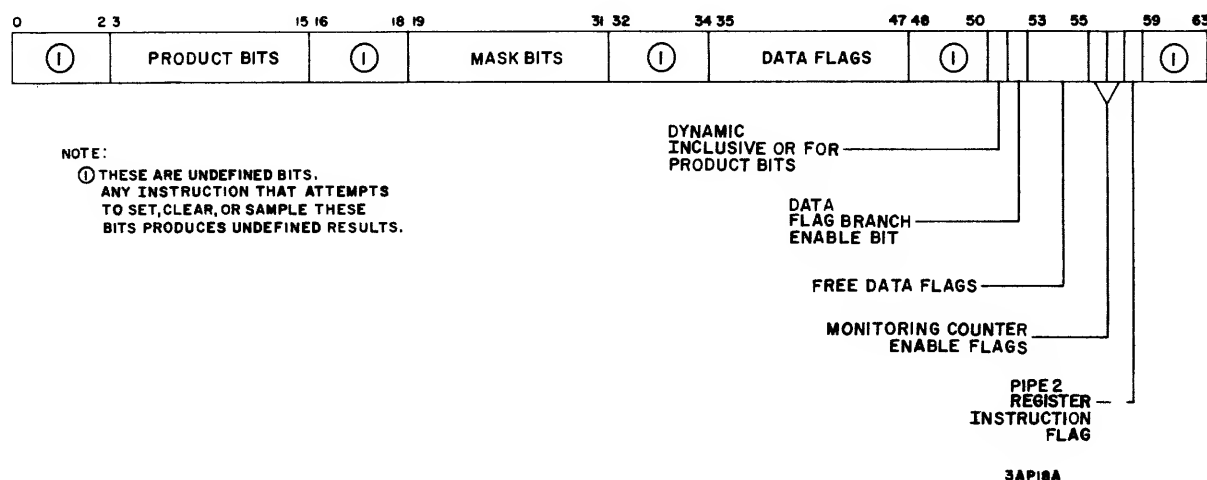 0 2 3 15 16 18 19 31 32 34 35 47 48 50 53 55 59 63
① PRODUCT BITS ① MASK BITS ① DATA FLAGS ① ①
NOTE:
① THESE ARE UNDEFINED BITS.
ANY INSTRUCTION THAT ATTEMPTS
TO SET, CLEAR, OR SAMPLE THESE
BITS PRODUCES UNDEFINED RESULTS.
DYNAMIC
INCLUSIVE OR FOR
PRODUCT BITS
DATA
FLAG BRANCH
ENABLE BIT
FREE DATA FLAGS
MONITORING COUNTER
ENABLE FLAGS
PIPE 2
REGISTER
INSTRUCTION
FLAG
3AP18A